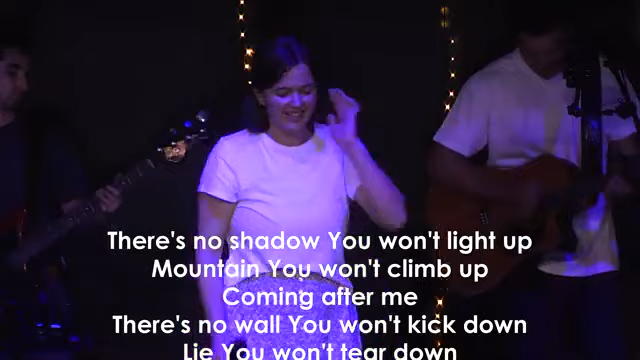 There's no shadow You won't light up
Mountain You won't climb up
Coming after me
There's no wall You won't kick down
Lie You won't tear down